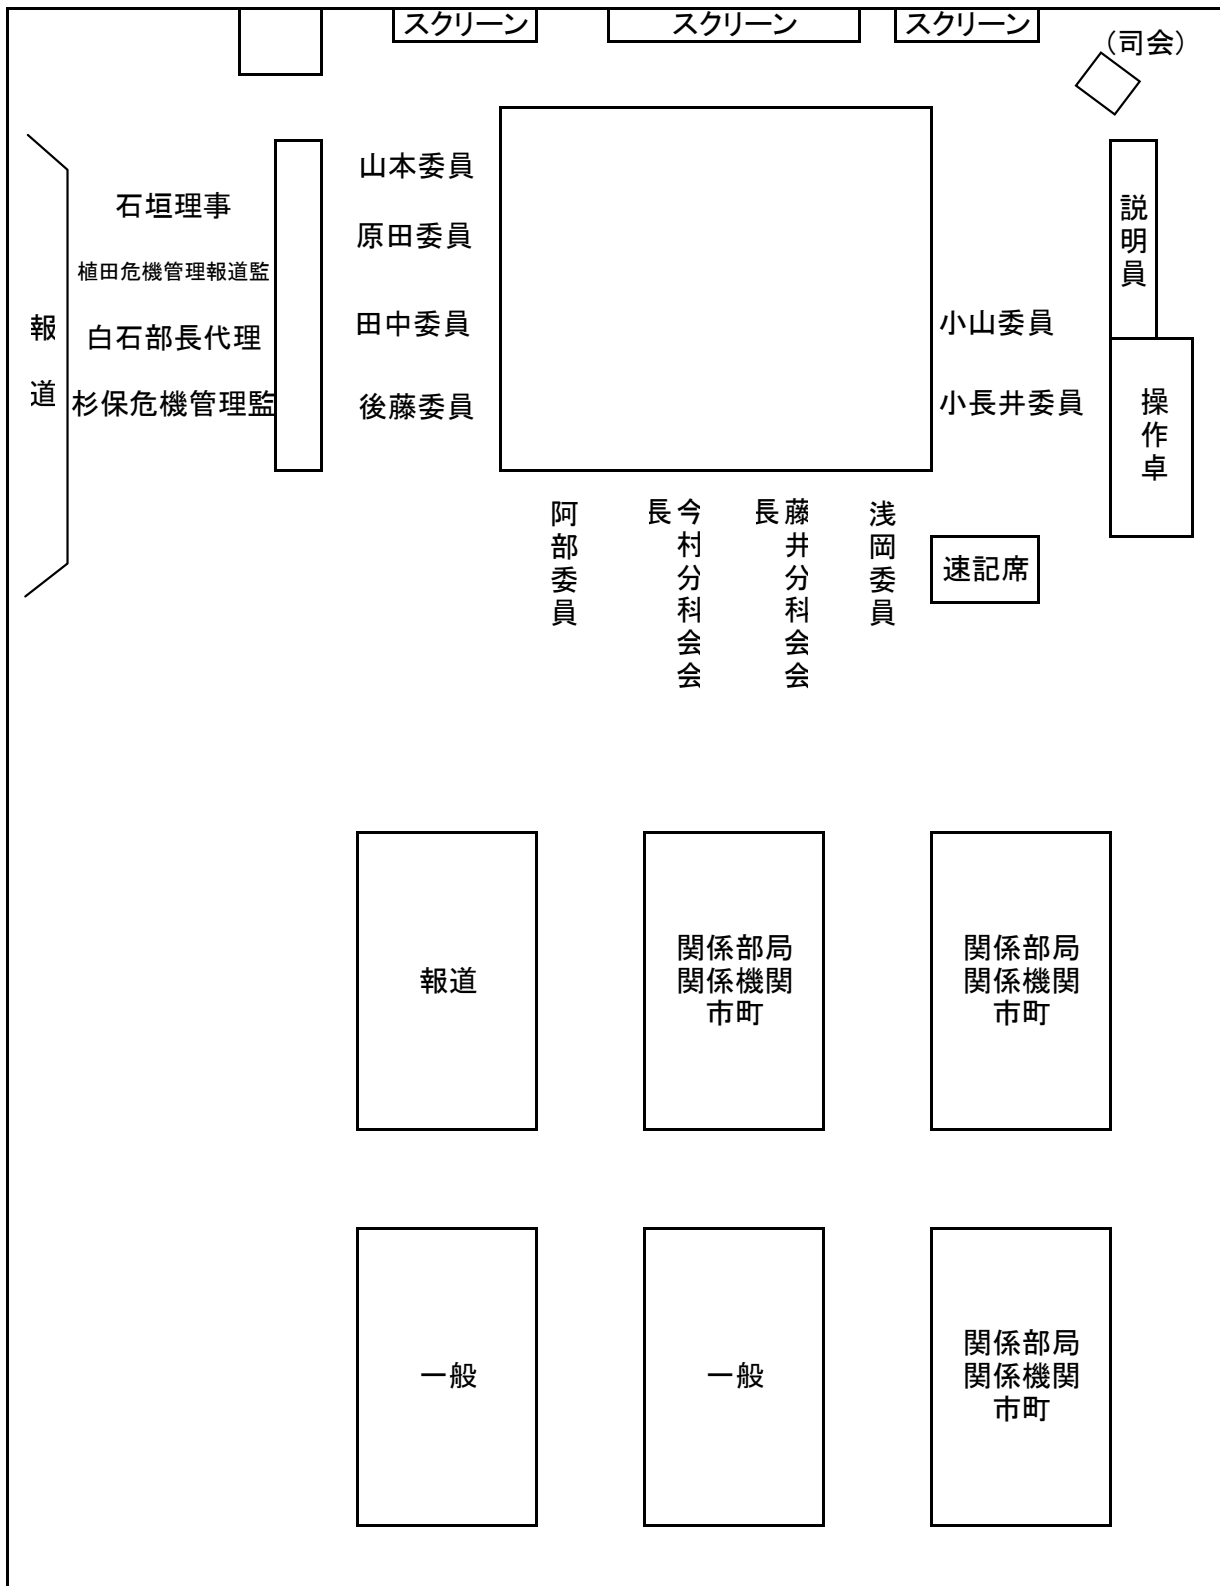 スクリーン
スクリーン
スクリーン
（司会）
山本委員
石垣理事
説明員
原田委員
植田危機管理報道監
報道
田中委員
小山委員
白石部長代理
杉保危機管理監
後藤委員
小長井委員
操作卓
阿部委員
今村分科会会
長
藤井分科会会
長
浅岡委員
速記席
報道
関係部局
関係機関
市町
関係部局
関係機関
市町
一般
一般
関係部局
関係機関
市町